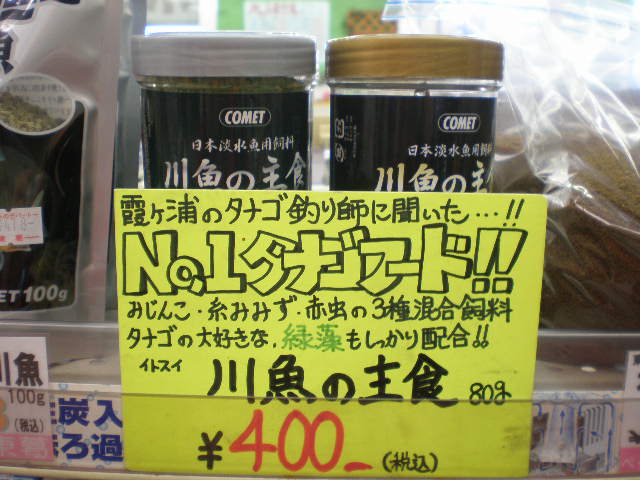 COMET
日本淡水魚用飼料
川魚の主食
COMET
日本淡水魚用飼料
川魚の主食
霞ヶ浦のタナゴ釣り師に聞いた…!!
No.1タナゴフード!!
みじんこ・糸みみず・赤虫の3種混合飼料
タナゴの大好きな、緑藻もしっかり配合!!
イトスイ 川魚の主食 80g
¥400- (税込)
ET100g
川魚
100g
(税込)
炭入
ろ過